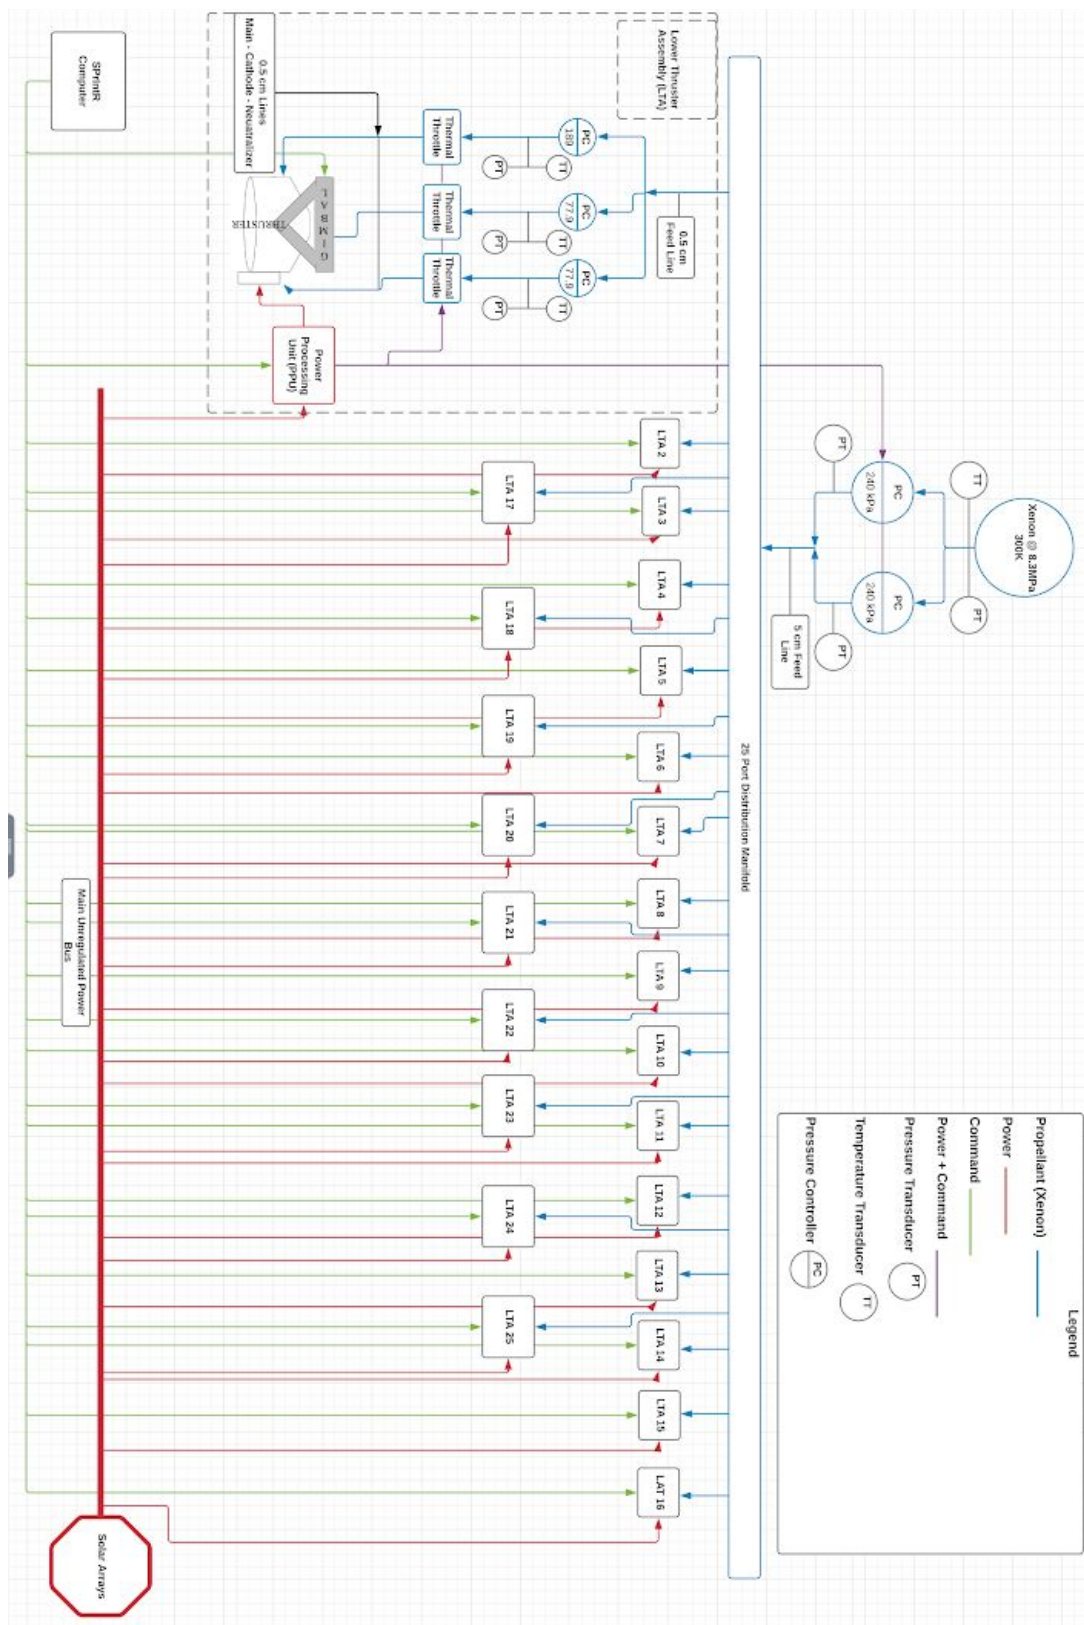 Xenon @ 8.3MPa
300K
TT
PT
PC
240 kPa
PC
240 kPa
PT
PT
5 cm Feed
Line
Legend
Propellant (Xenon)
Power
Command
Power + Command
Pressure Transducer
PT
Temperature Transducer
TT
Pressure Controller
PC
25 Port Distribution Manifold
Lower Thruster
Assembly (LTA)
0.5 cm
Feed Line
PC
189
PC
77.9
PC
77.9
TT
TT
TT
PT
PT
PT
Thermal
Throttle
Thermal
Throttle
Thermal
Throttle
0.5 cm Lines
Main - Cathode - Neuatralizer
GIMBAL
THRUSTER
Power
Processing
Unit (PPU)
LTA 2
LTA 3
LTA 4
LTA 5
LTA 6
LTA 7
LTA 8
LTA 9
LTA 10
LTA 11
LTA 12
LTA 13
LTA 14
LTA 15
LAT 16
LTA 17
LTA 18
LTA 19
LTA 20
LTA 21
LTA 22
LTA 23
LTA 24
LTA 25
SPrintR
Computer
Main Unregulated Power
Bus
Solar Arrays